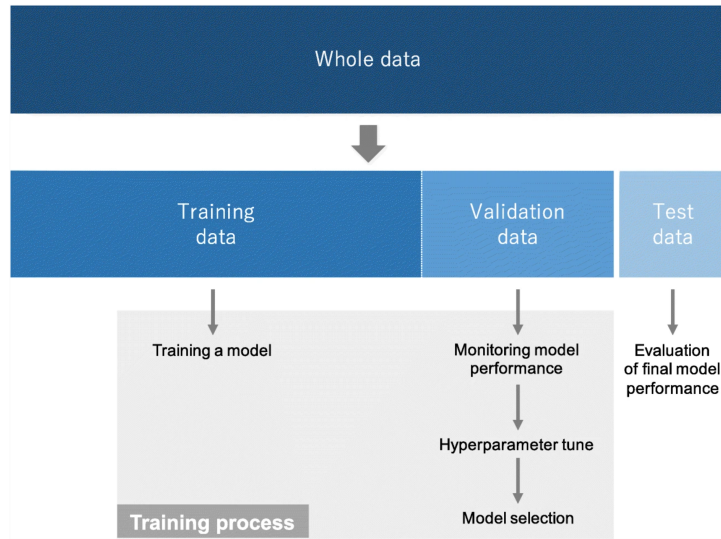 Whole data
Training
data
Validation
data
Test
data
Training a model
Monitoring model
performance
Hyperparameter tune
Model selection
Evaluation
of final model
performance
Training process